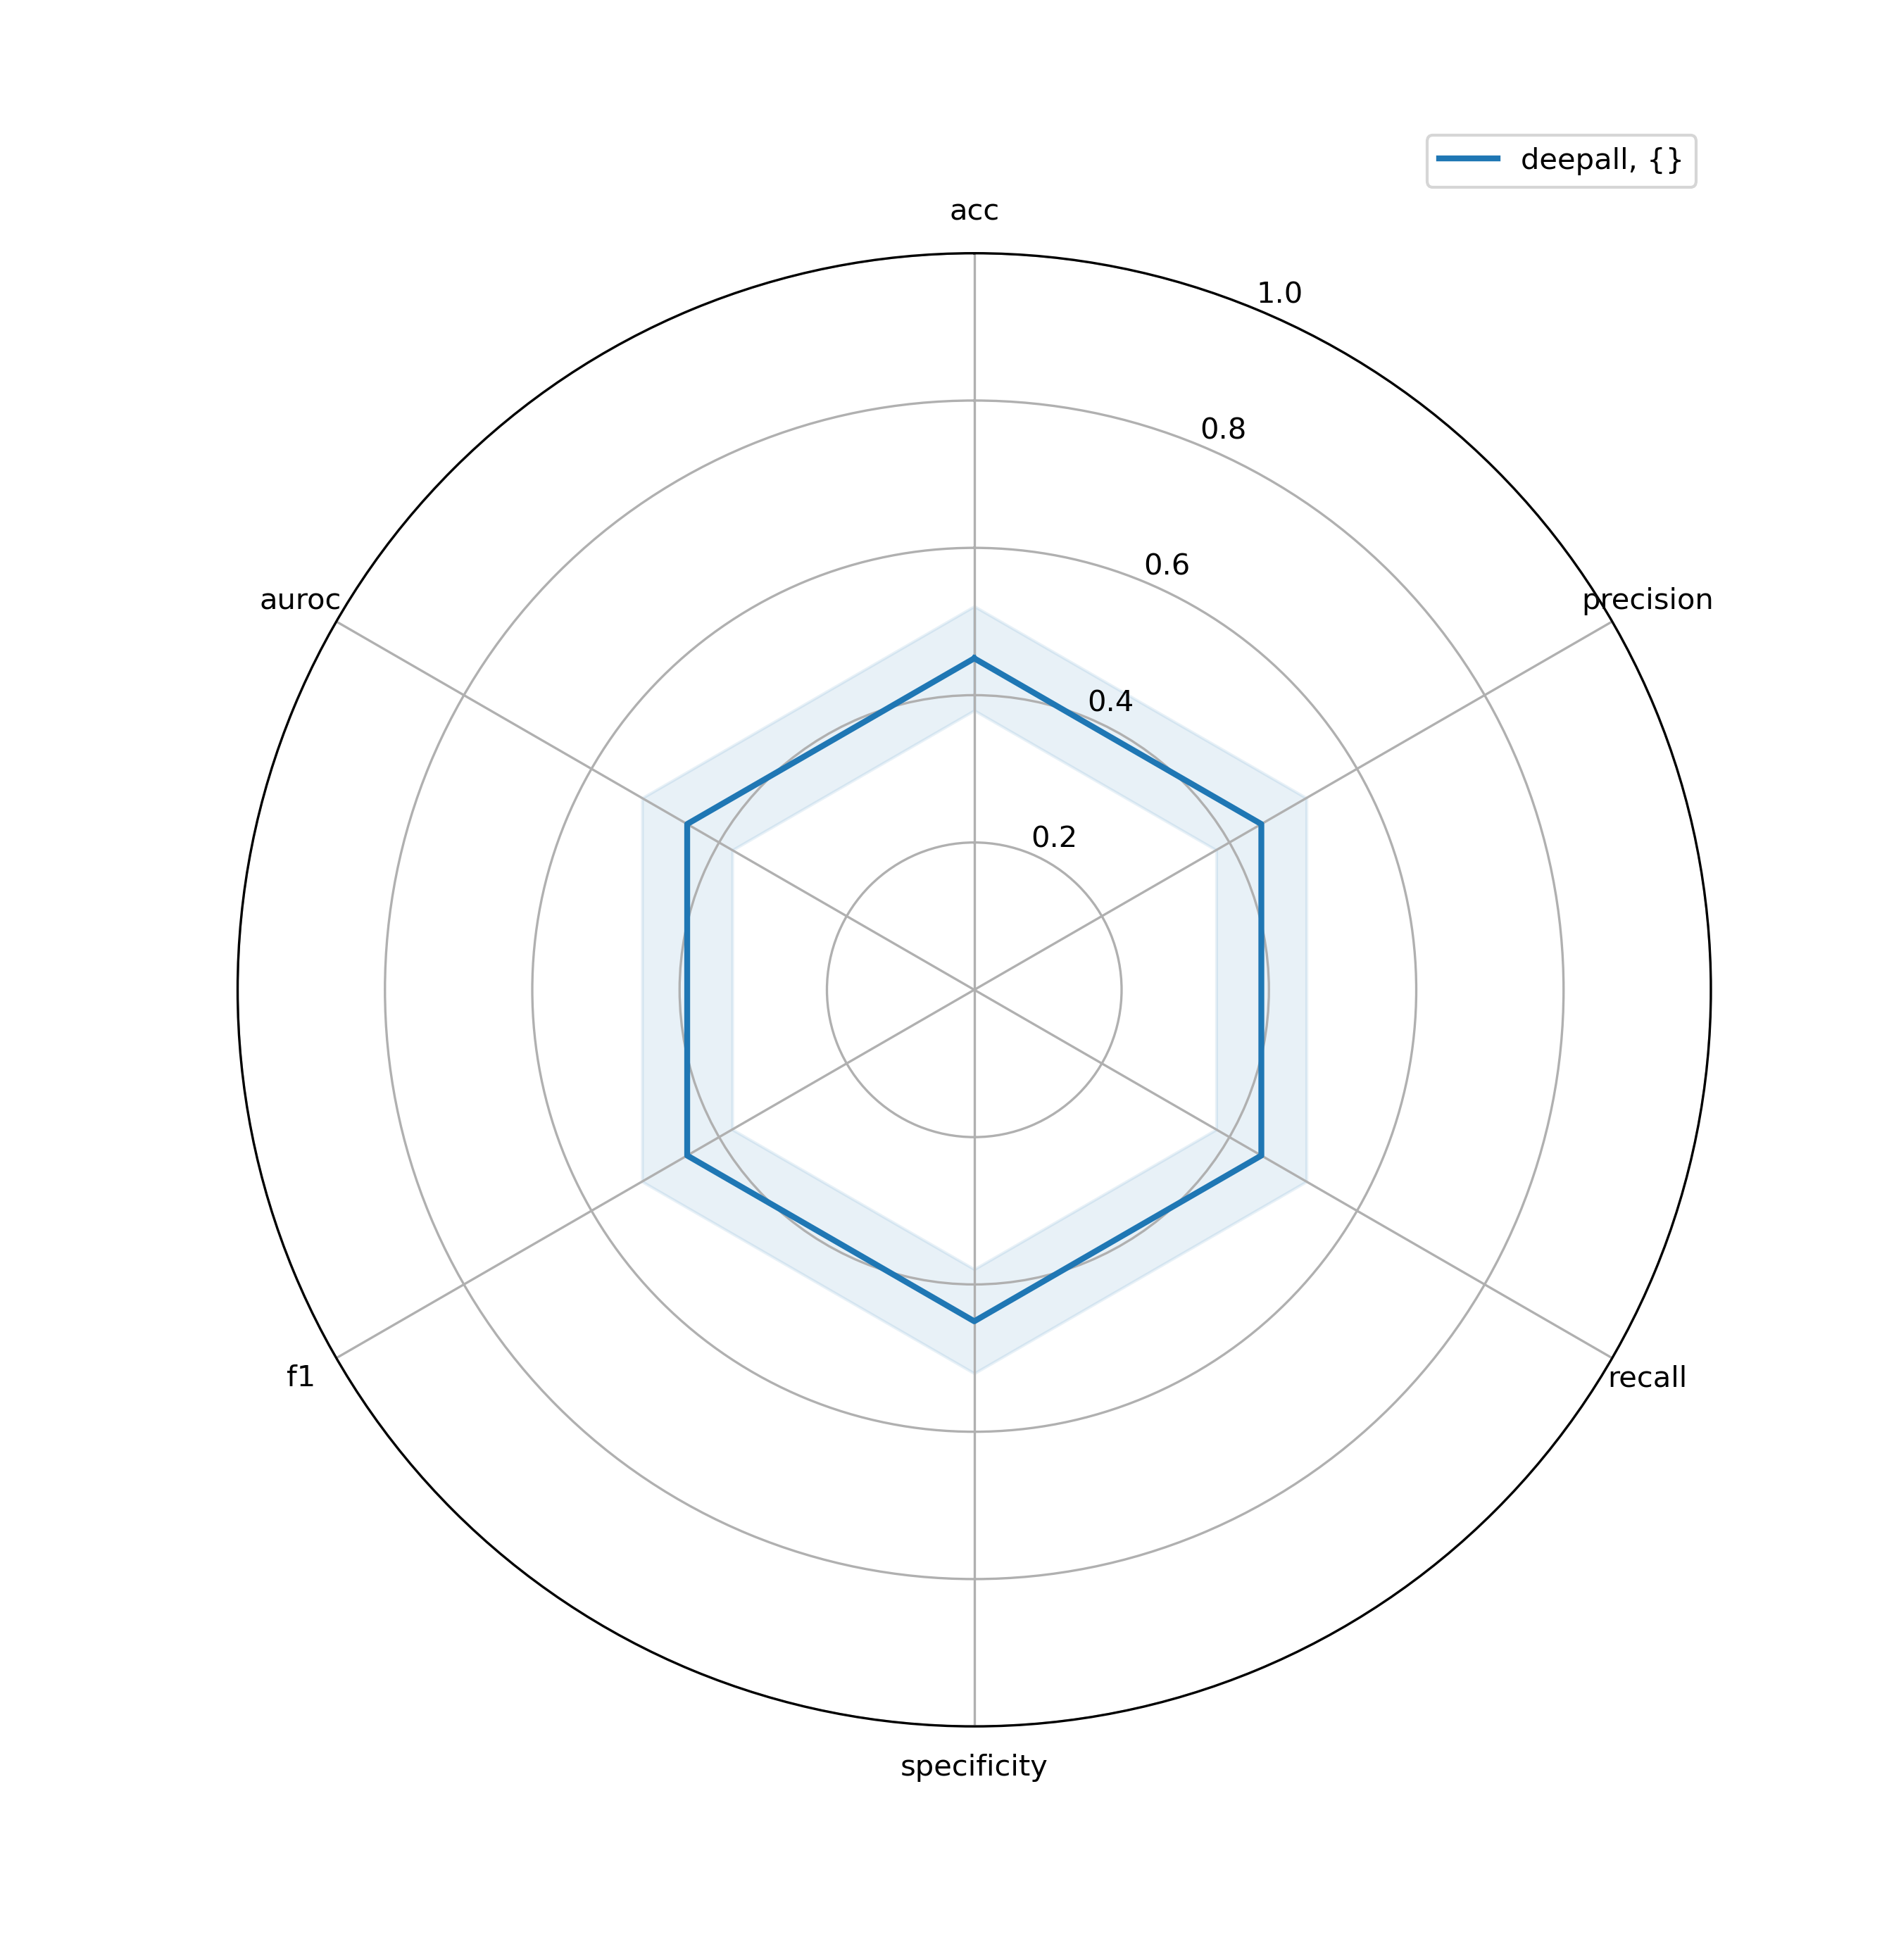 deepall, {}
acc
1.0
0.8
0.6
auroc
precision
0.4
0.2
f1
recall
specificity